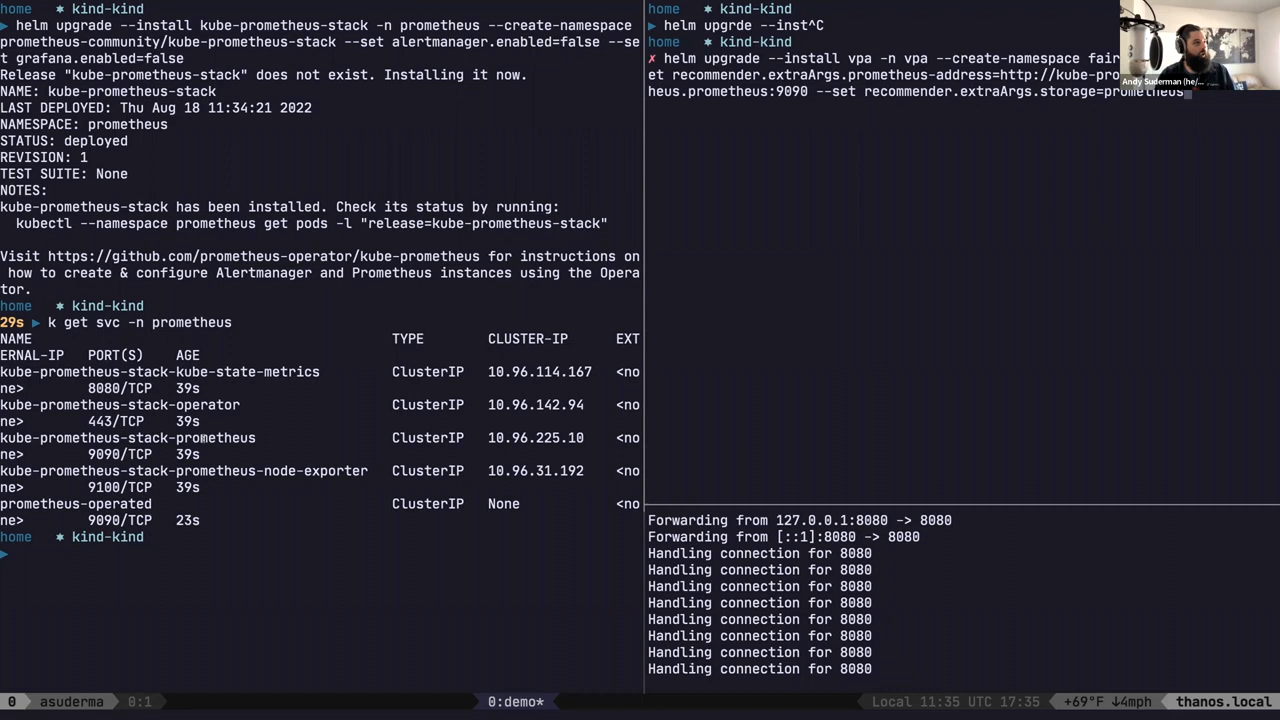 home * kind-kind
▶ helm upgrade --install kube-prometheus-stack -n prometheus --create-namespace
prometheus-community/kube-prometheus-stack --set alertmanager.enabled=false --se
t grafana.enabled=false
Release "kube-prometheus-stack" does not exist. Installing it now.
NAME: kube-prometheus-stack
LAST DEPLOYED: Thu Aug 18 11:34:21 2022
NAMESPACE: prometheus
STATUS: deployed
REVISION: 1
TEST SUITE: None
NOTES:
kube-prometheus-stack has been installed. Check its status by running:
kubectl --namespace prometheus get pods -l "release=kube-prometheus-stack"
Visit https://github.com/prometheus-operator/kube-prometheus for instructions on
how to create & configure Alertmanager and Prometheus instances using the Opera
tor.
home * kind-kind
29s ▶ k get svc -n prometheus
NAME TYPE CLUSTER-IP EXT
ERNAL-IP PORT(S) AGE
kube-prometheus-stack-kube-state-metrics ClusterIP 10.96.114.167 <no
ne> 8080/TCP 39s
kube-prometheus-stack-operator ClusterIP 10.96.142.94 <no
ne> 443/TCP 39s
kube-prometheus-stack-prometheus ClusterIP 10.96.225.10 <no
ne> 9090/TCP 39s
kube-prometheus-stack-prometheus-node-exporter ClusterIP 10.96.31.192 <no
ne> 9100/TCP 39s
prometheus-operated ClusterIP None <no
ne> 9090/TCP 23s
home * kind-kind
▶
home * kind-kind
▶ helm upgrde --inst^C
home * kind-kind
✗ helm upgrade --install vpa -n vpa --create-namespace fair
et recommender.extraArgs.prometheus-address=http://kube-pro
heus.prometheus:9090 --set recommender.extraArgs.storage=prometheus
Andy Suderman (he/...
Forwarding from 127.0.0.1:8080 -> 8080
Forwarding from [::1]:8080 -> 8080
Handling connection for 8080
Handling connection for 8080
Handling connection for 8080
Handling connection for 8080
Handling connection for 8080
Handling connection for 8080
Handling connection for 8080
Handling connection for 8080
0 asuderma 0:1 0:demo* Local 11:35 UTC 17:35 +69°F ↓4mph thanos.local